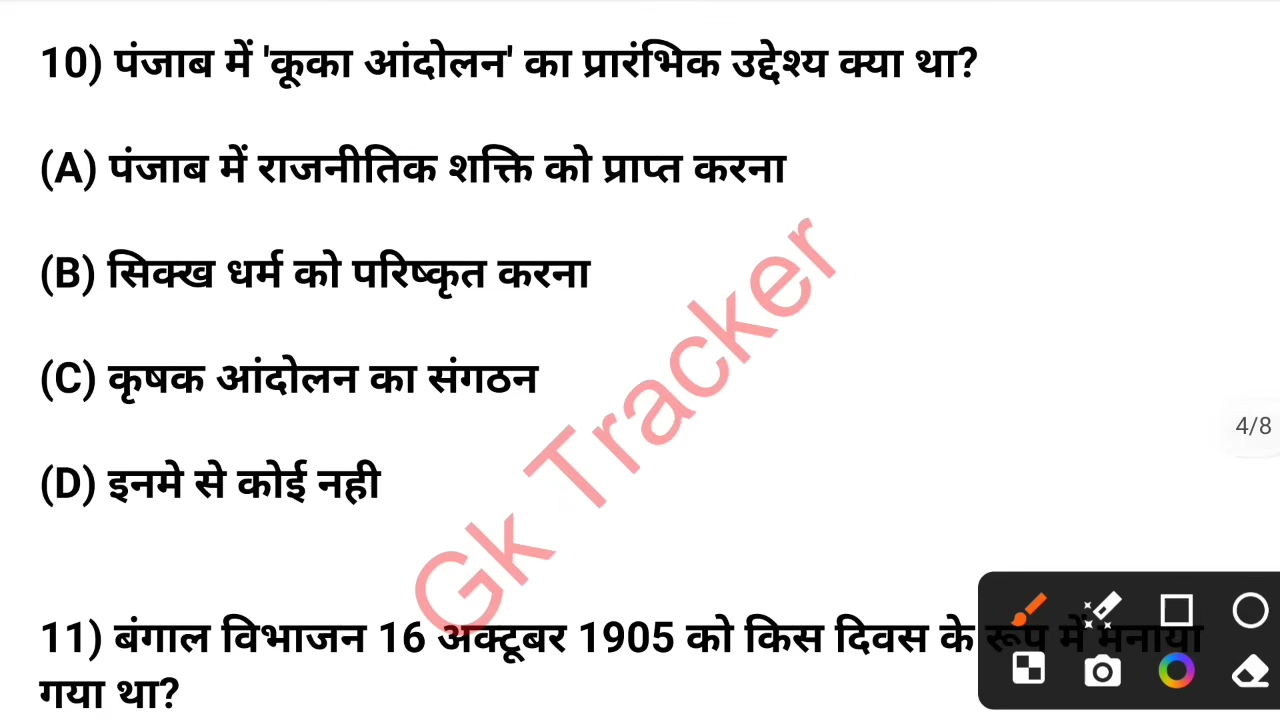 10) पंजाब में 'कूका आंदोलन' का प्रारंभिक उद्देश्य क्या था?
(A) पंजाब में राजनीतिक शक्ति को प्राप्त करना
(B) सिक्ख धर्म को परिष्कृत करना
(C) कृषक आंदोलन का संगठन
(D) इनमे से कोई नही
Gk Tracker
4/8
11) बंगाल विभाजन 16 अक्टूबर 1905 को किस दिवस के रूप में मनाया
गया था?